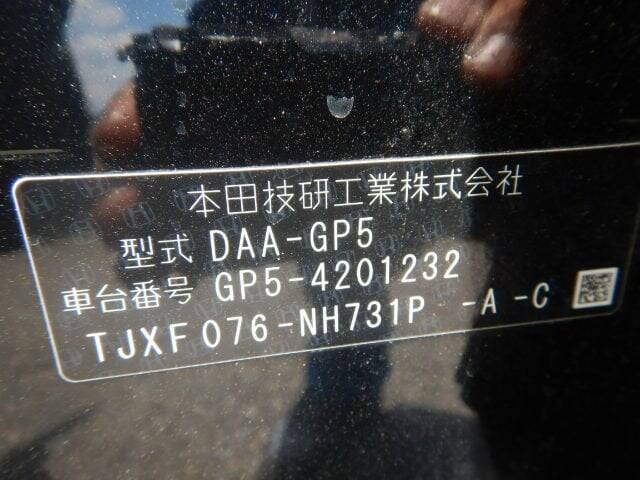 本田技研工業株式会社
型式 DAA-GP5
車台番号 GP5-4201232
TJXF076-NH731P -A -C